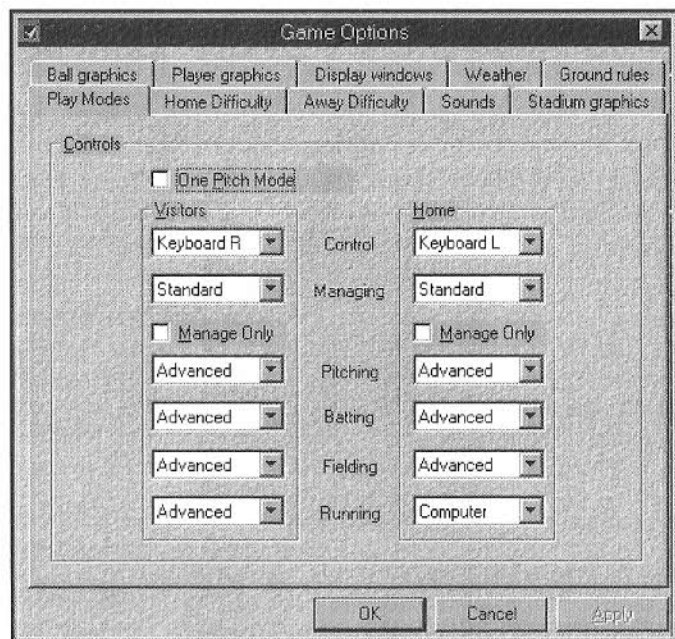 Game Options
Ball graphics Player graphics Display windows Weather Ground rules
Play Modes Home Difficulty Away Difficulty Sounds Stadium graphics
Controls
One Pitch Mode
Visitors Home
Keyboard R Control Keyboard L
Standard Managing Standard
Manage Only Manage Only
Advanced Pitching Advanced
Advanced Batting Advanced
Advanced Fielding Advanced
Advanced Running Computer
OK Cancel Apply